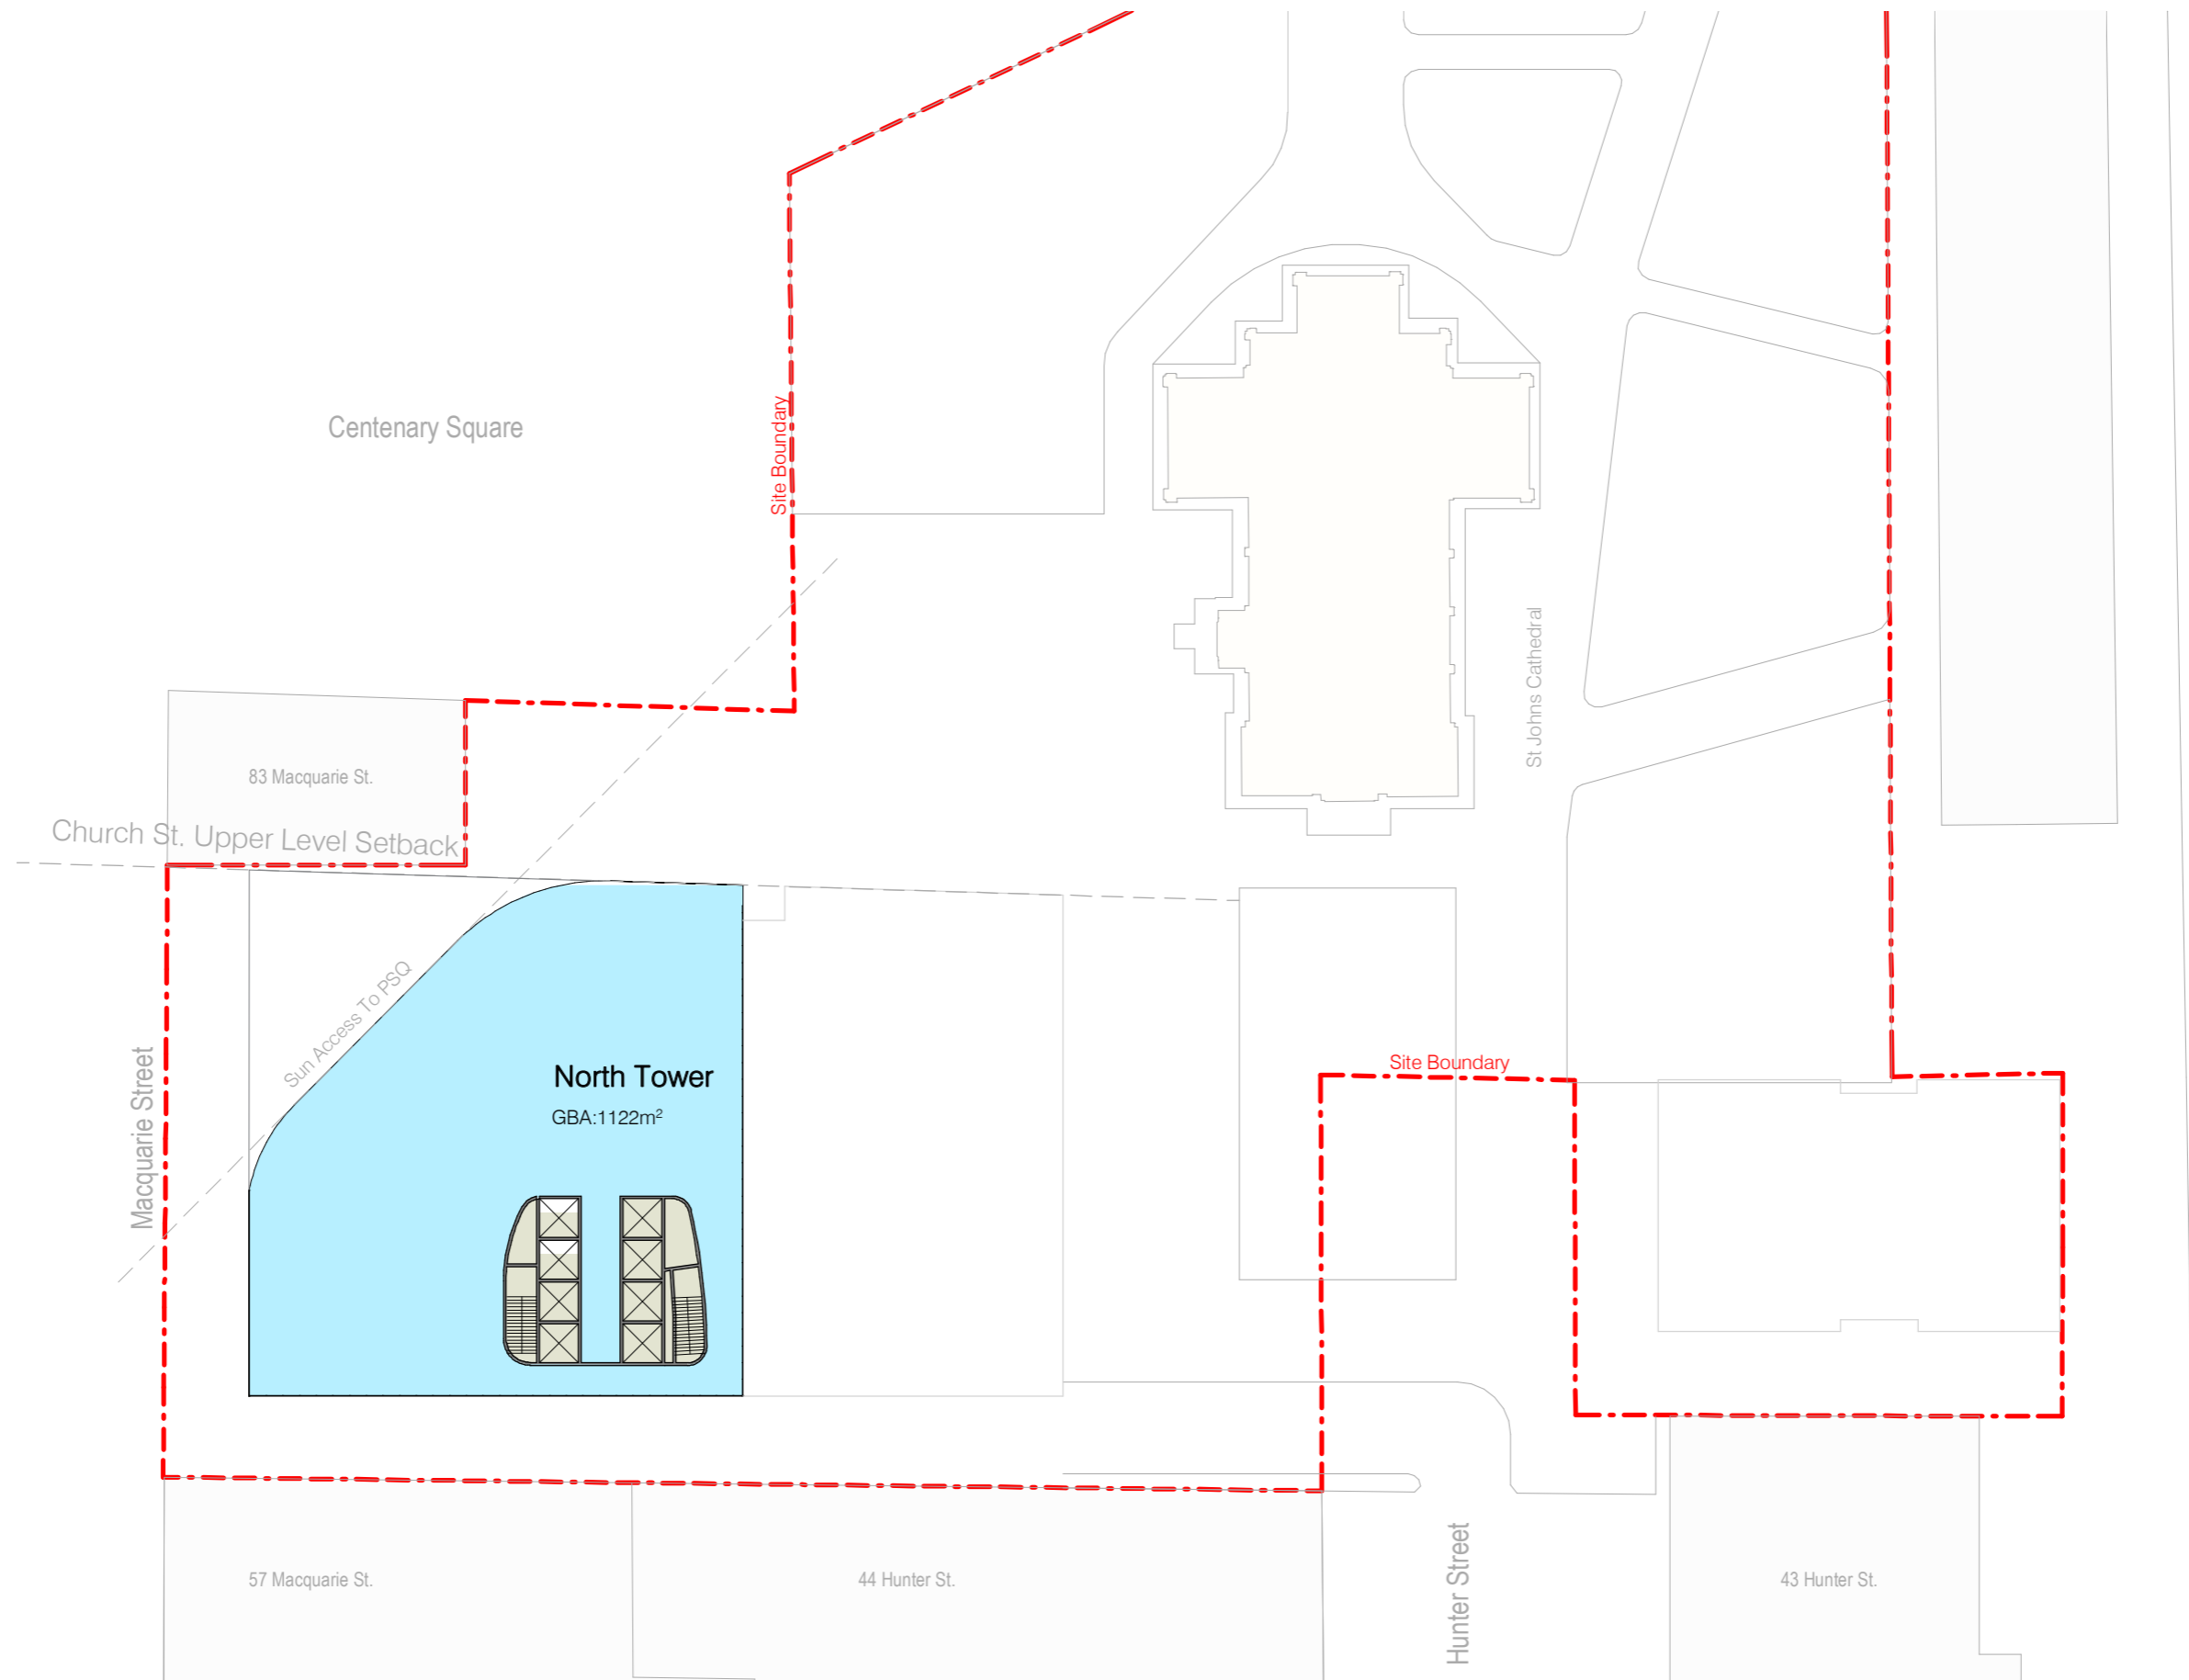 Centenary Square
Site Boundary
St Johns Cathedral
83 Macquarie St.
Church St. Upper Level Setback
Sun Access To PSQ
Macquarie Street
North Tower
GBA:1122m²
Site Boundary
57 Macquarie St.
44 Hunter St.
Hunter Street
43 Hunter St.